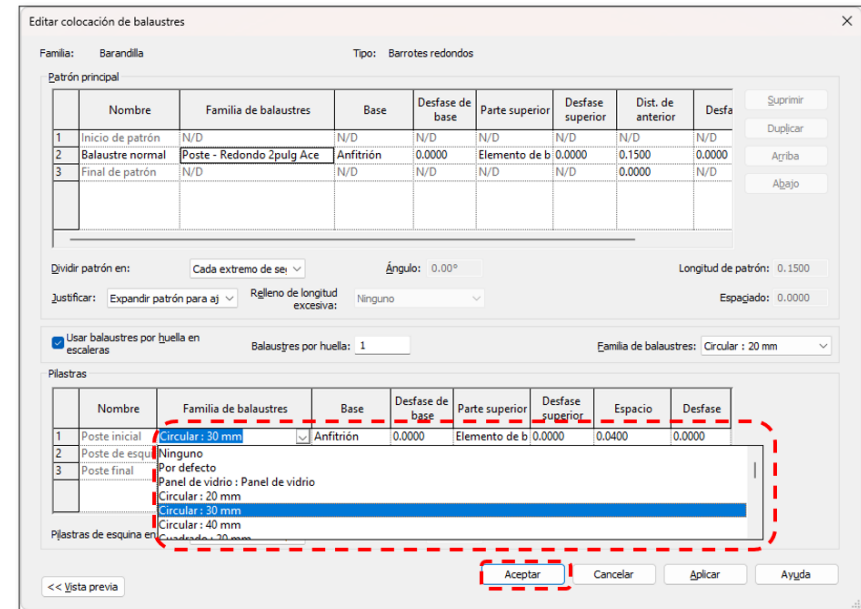 Editar colocación de balaustres
Familia: Barandilla Tipo: Barrotes redondos
Patrón principal
Nombre Familia de balaustres Base Desfase de base Parte superior Desfase superior Dist. de anterior Desfa
1 Inicio de patrón N/D N/D N/D N/D N/D N/D N/D
2 Balaustre normal Poste - Redondo 2pulg Ace Anfitrión 0.0000 Elemento de b 0.0000 0.1500 0.0000
3 Final de patrón N/D N/D N/D N/D N/D 0.0000 N/D
Suprimir
Duplicar
Arriba
Abajo
Dividir patrón en: Cada extremo de se Ángulo: 0.00° Longitud de patrón: 0.1500
Justificar: Expandir patrón para aj Relleno de longitud excesiva: Ninguno Espaciado: 0.0000
Usar balaustres por huella en escaleras Balaustres por huella: 1 Familia de balaustres: Circular : 20 mm
Pilastras
Nombre Familia de balaustres Base Desfase de base Parte superior Desfase superior Espacio Desfase
1 Poste inicial Circular : 30 mm Anfitrión 0.0000 Elemento de b 0.0000 0.0400 0.0000
2 Poste de esqu
3 Poste final
Ninguno
Por defecto
Panel de vidrio : Panel de vidrio
Circular : 20 mm
Circular : 30 mm
Circular : 40 mm
Cuadrado : 20 mm
Pilastras de esquina en
<< Vista previa Aceptar Cancelar Aplicar Ayuda